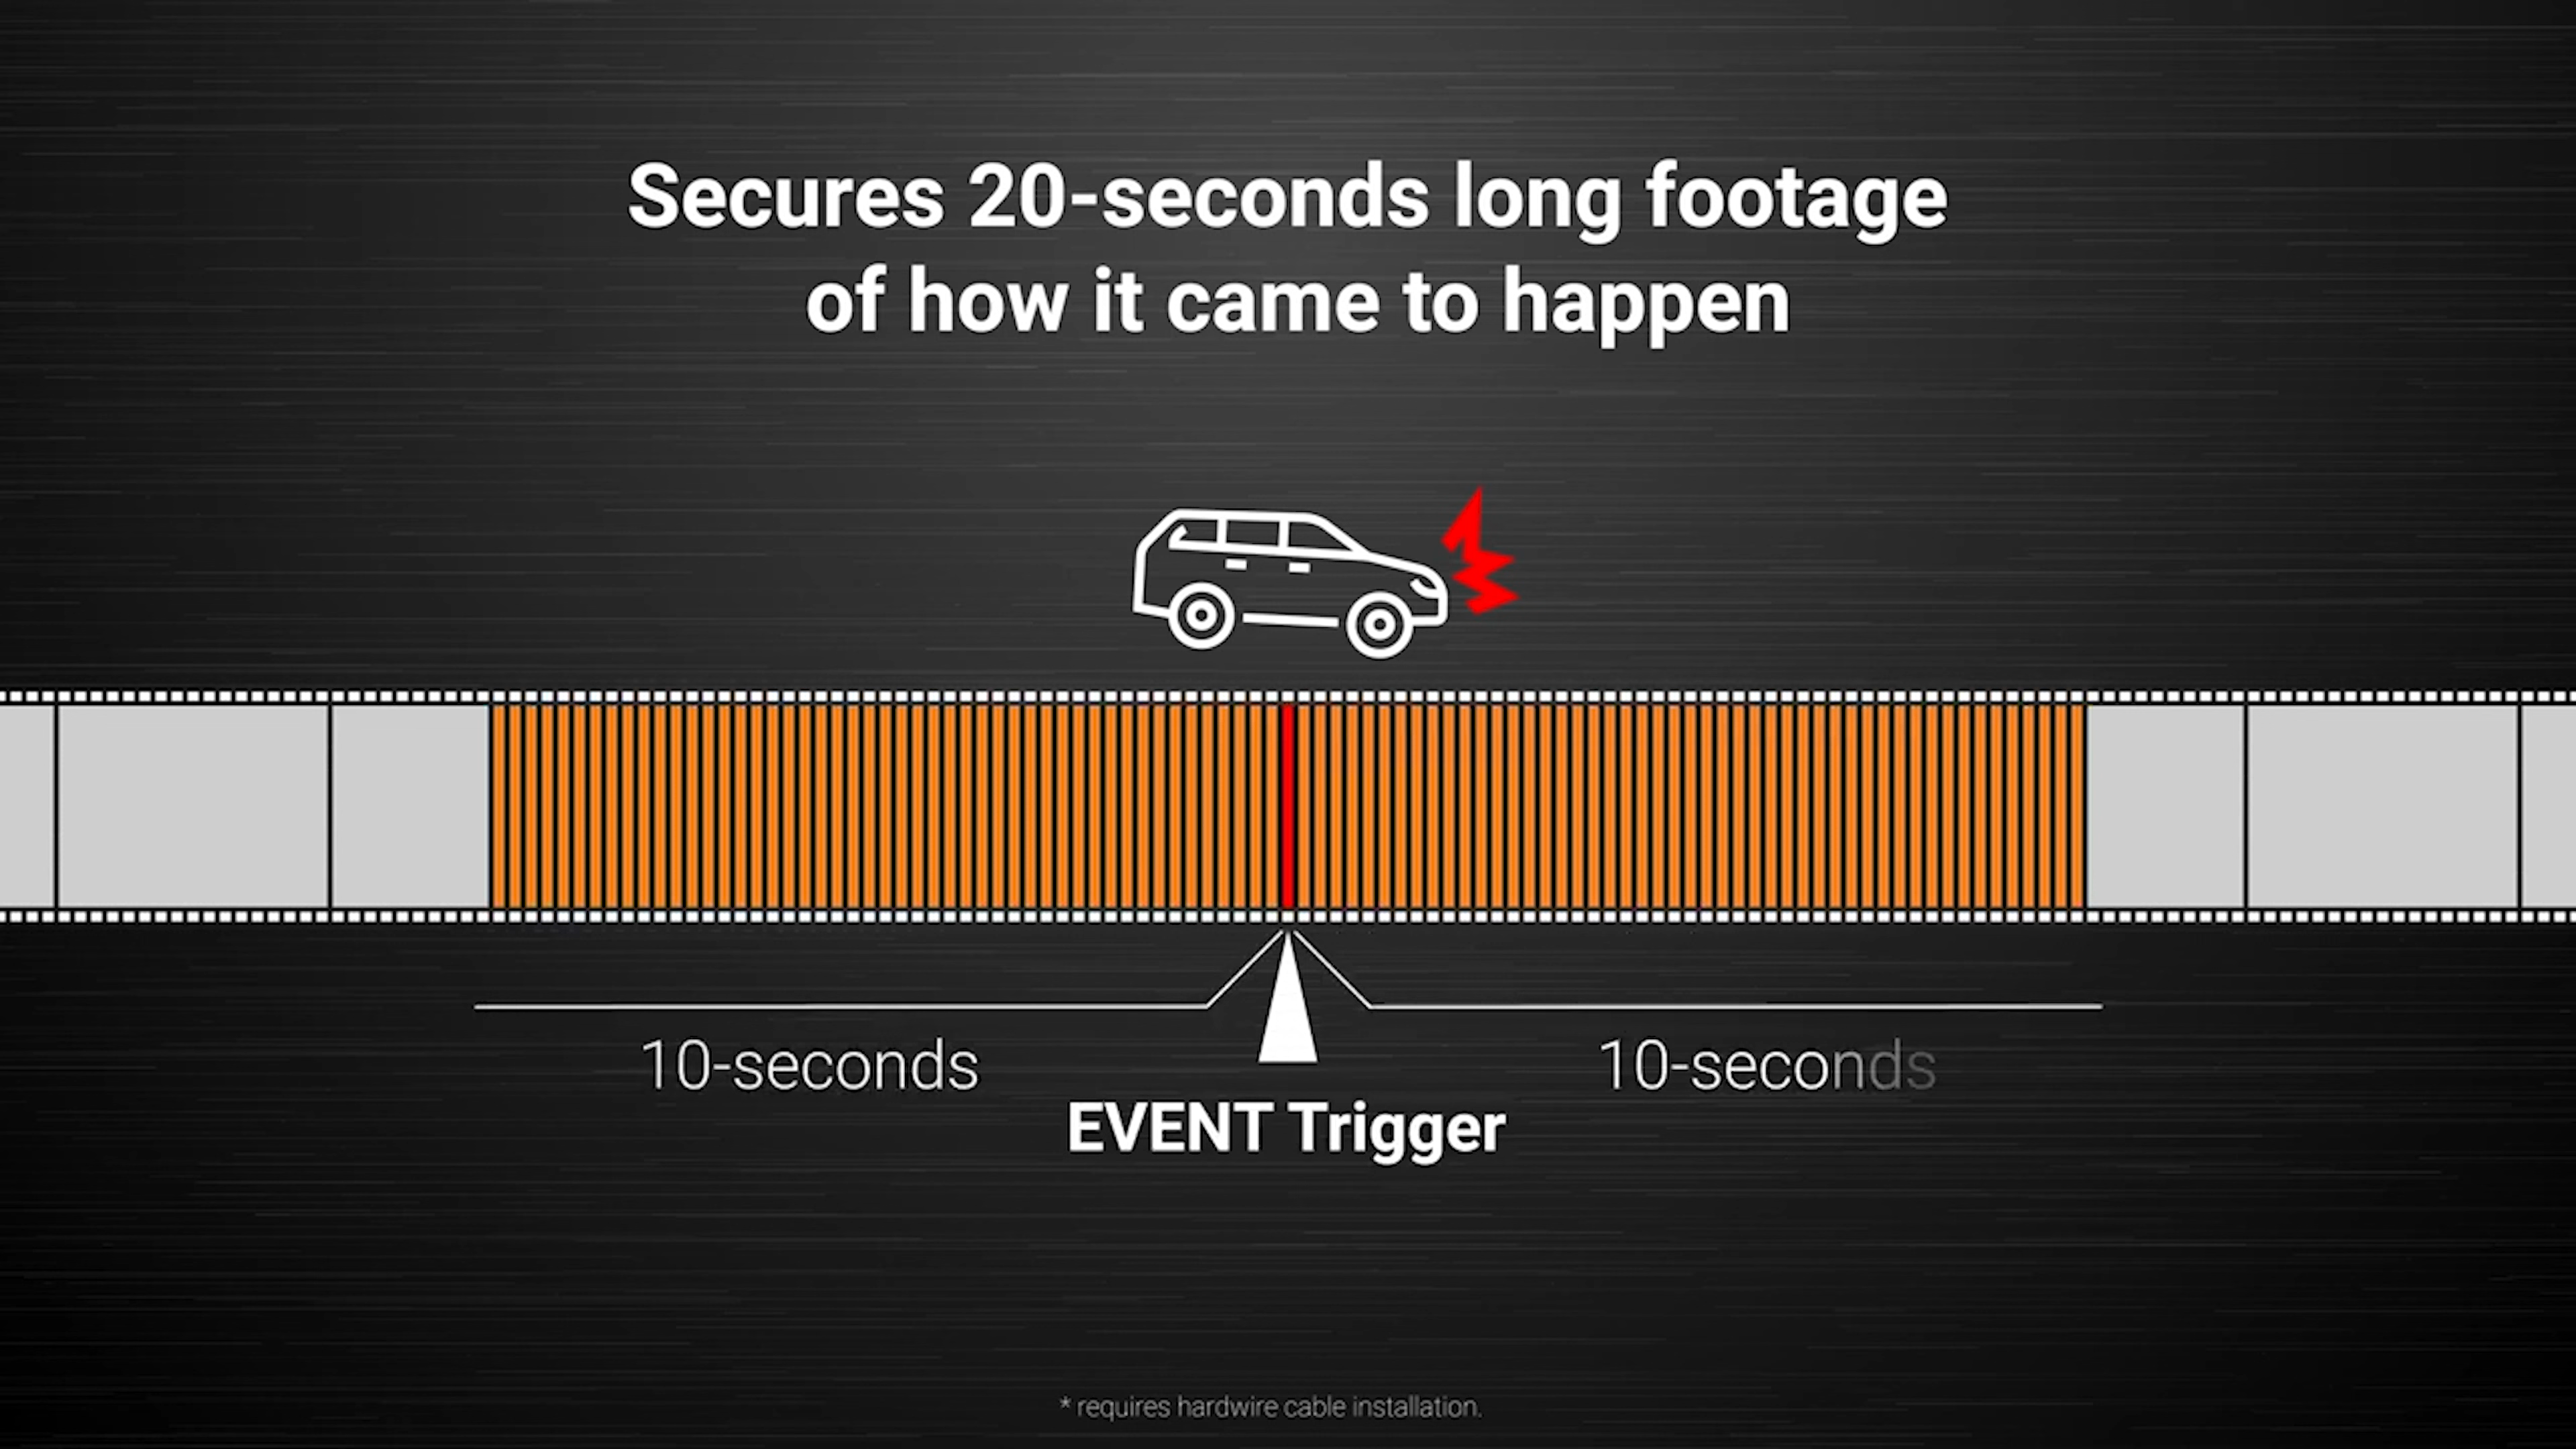 Secures 20-seconds long footage
of how it came to happen
10-seconds
10-seconds
EVENT Trigger
* requires hardwire cable installation.